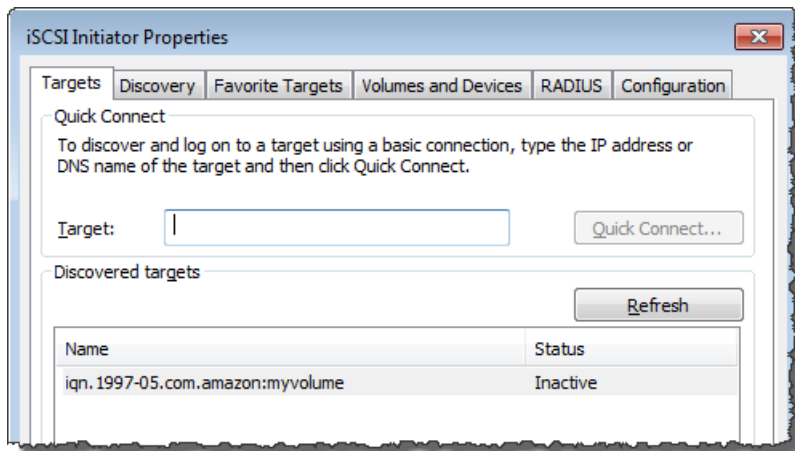 iSCSI Initiator Properties
Targets Discovery Favorite Targets Volumes and Devices RADIUS Configuration
Quick Connect
To discover and log on to a target using a basic connection, type the IP address or
DNS name of the target and then click Quick Connect.
Target: Quick Connect...
Discovered targets
Refresh
Name Status
iqn.1997-05.com.amazon:myvolume Inactive